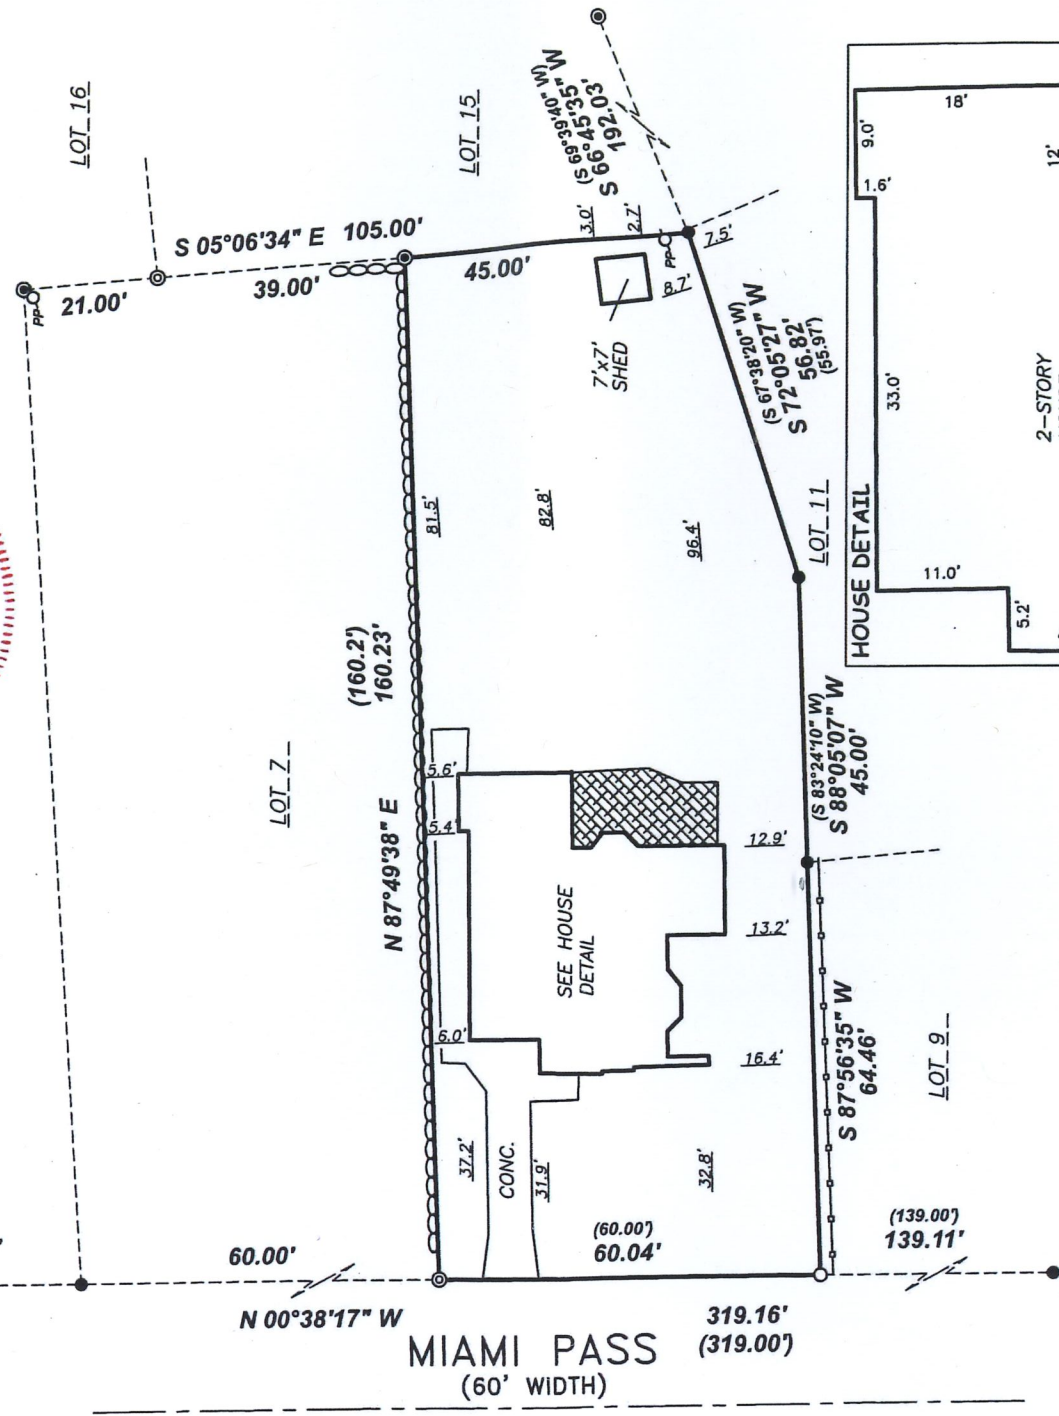 LOT 16
LOT 15
(S 69°39'40" W)
S 66°45'35" W
192.03'
S 05°06'34" E 105.00'
21.00'
39.00'
45.00'
PP
3.0'
2.7'
PP
7.5'
8.7'
7'x7'
SHED
(S 67°38'20" W)
S 72°05'27" W
56.82'
(55.97')
81.5'
82.8'
96.4'
LOT 11
HOUSE DETAIL
18'
9.0'
1.6'
12'
33.0'
2-STORY
11.0'
5.2'
(160.2')
160.23'
N 87°49'38" E
LOT 7
5.6'
5.4'
6.0'
SEE HOUSE
DETAIL
12.9'
13.2'
16.4'
(S 83°24'10" W)
S 88°05'07" W
45.00'
S 87°56'35" W
64.46'
LOT 9
37.2'
CONC.
31.9'
32.8'
60.00'
(60.00')
60.04'
(139.00')
139.11'
N 00°38'17" W
319.16'
(319.00')
MIAMI PASS
(60' WIDTH)